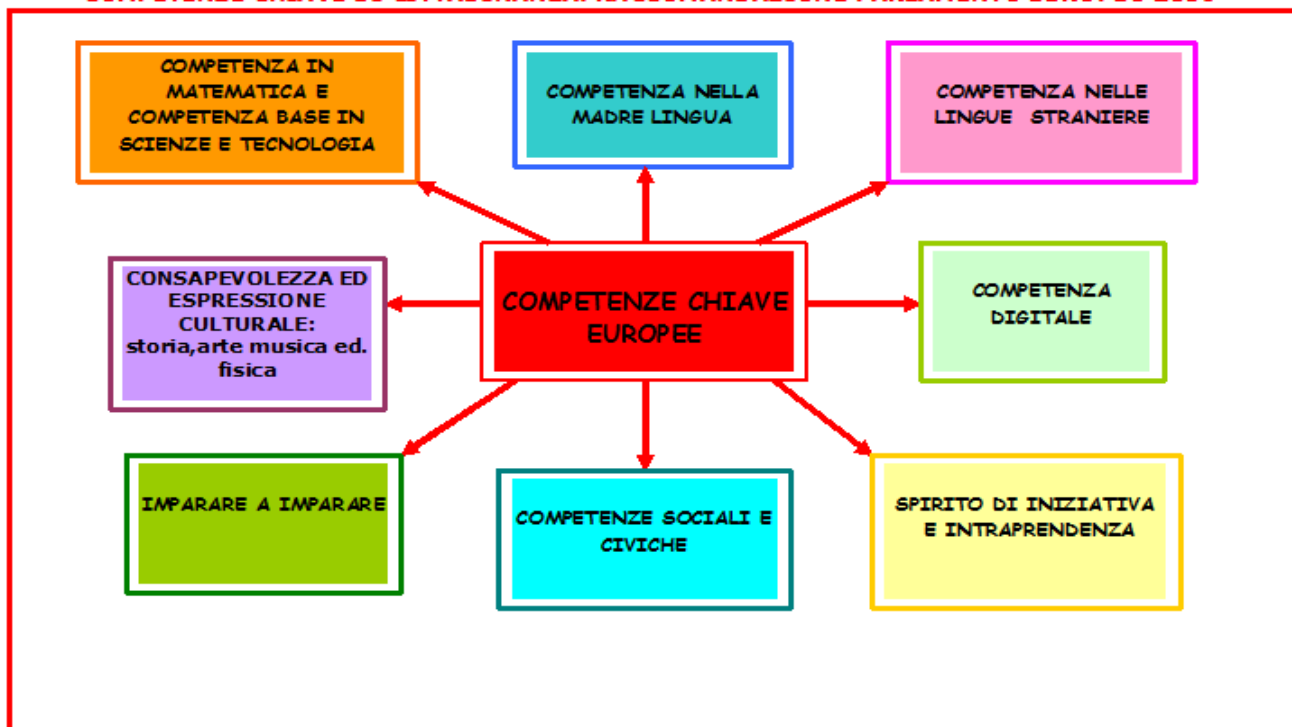 COMPETENZA IN
MATEMATICA E
COMPETENZA BASE IN
SCIENZE E TECNOLOGIA
COMPETENZA NELLA
MADRE LINGUA
COMPETENZA NELLE
LINGUE STRANIERE
CONSAPEVOLEZZA ED
ESPRESSIONE
CULTURALE:
storia,arte musica ed.
fisica
COMPETENZE CHIAVE
EUROPEE
COMPETENZA
DIGITALE
IMPARARE A IMPARARE
COMPETENZE SOCIALI E
CIVICHE
SPIRITO DI INIZIATIVA
E INTRAPRENDENZA